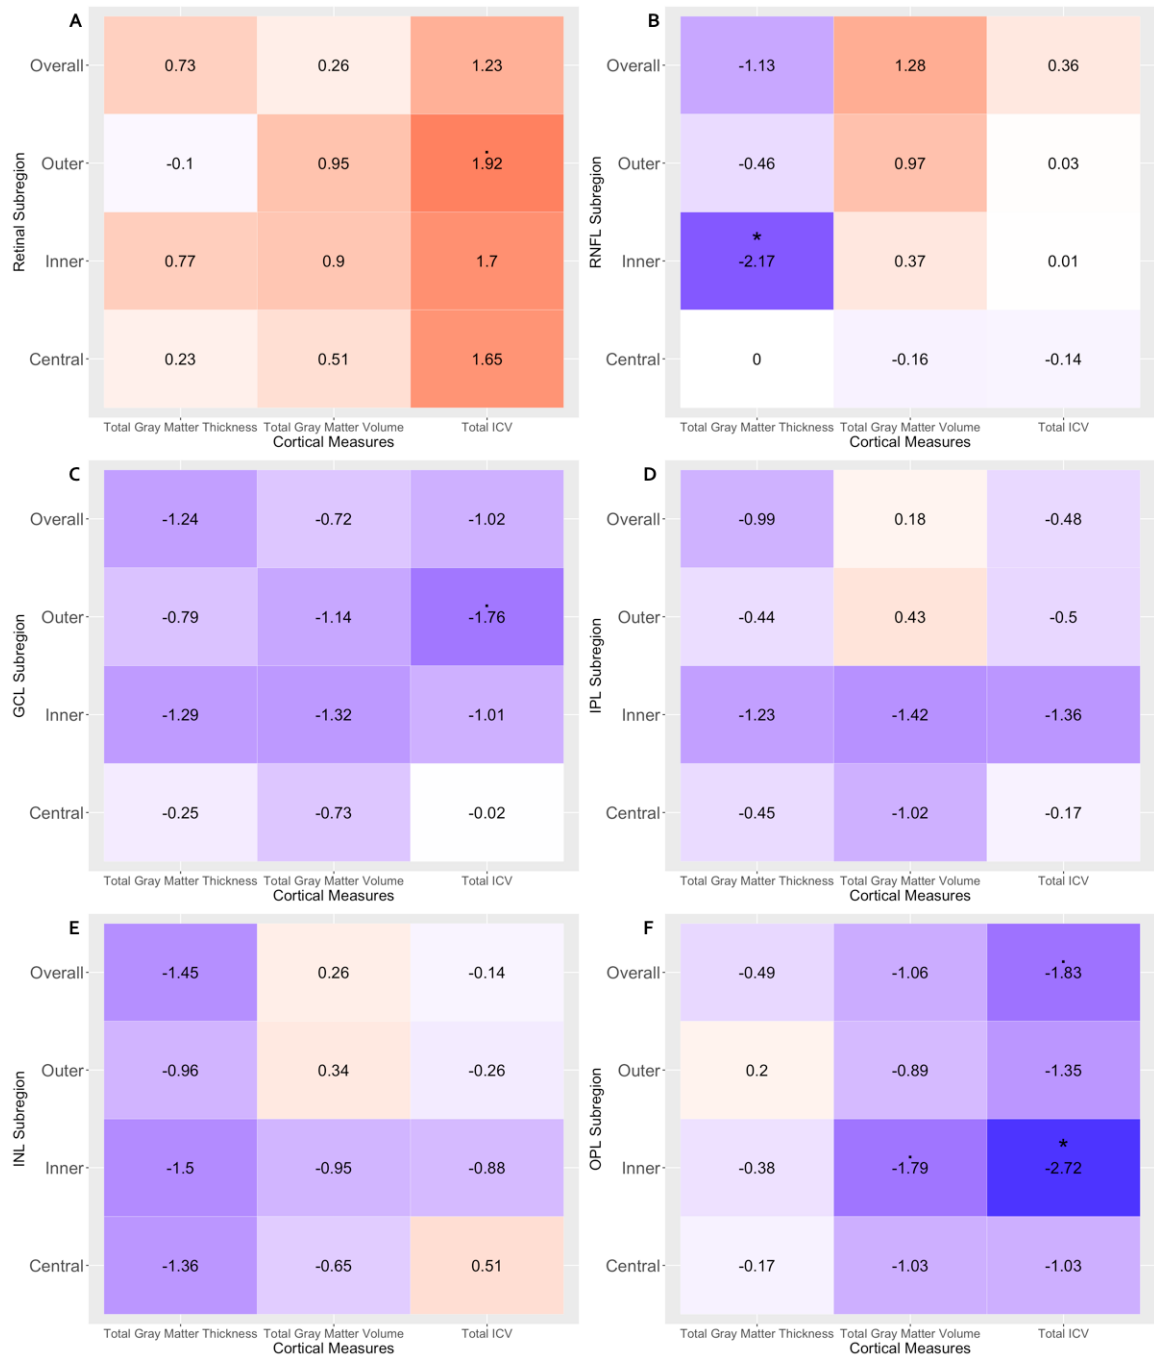 A
Retinal Subregion
Overall 0.73 0.26 1.23
Outer -0.1 0.95 1.92
Inner 0.77 0.9 1.7
Central 0.23 0.51 1.65
Total Gray Matter Thickness Total Gray Matter Volume Total ICV
Cortical Measures
B
RNFL Subregion
Overall -1.13 1.28 0.36
Outer -0.46 0.97 0.03
*
Inner -2.17 0.37 0.01
Central 0 -0.16 -0.14
Total Gray Matter Thickness Total Gray Matter Volume Total ICV
Cortical Measures
C
GCL Subregion
Overall -1.24 -0.72 -1.02
Outer -0.79 -1.14 -1.76
Inner -1.29 -1.32 -1.01
Central -0.25 -0.73 -0.02
Total Gray Matter Thickness Total Gray Matter Volume Total ICV
Cortical Measures
D
IPL Subregion
Overall -0.99 0.18 -0.48
Outer -0.44 0.43 -0.5
Inner -1.23 -1.42 -1.36
Central -0.45 -1.02 -0.17
Total Gray Matter Thickness Total Gray Matter Volume Total ICV
Cortical Measures
E
INL Subregion
Overall -1.45 0.26 -0.14
Outer -0.96 0.34 -0.26
Inner -1.5 -0.95 -0.88
Central -1.36 -0.65 0.51
Total Gray Matter Thickness Total Gray Matter Volume Total ICV
Cortical Measures
F
OPL Subregion
Overall -0.49 -1.06 -1.83
Outer 0.2 -0.89 -1.35
*
Inner -0.38 -1.79 -2.72
Central -0.17 -1.03 -1.03
Total Gray Matter Thickness Total Gray Matter Volume Total ICV
Cortical Measures